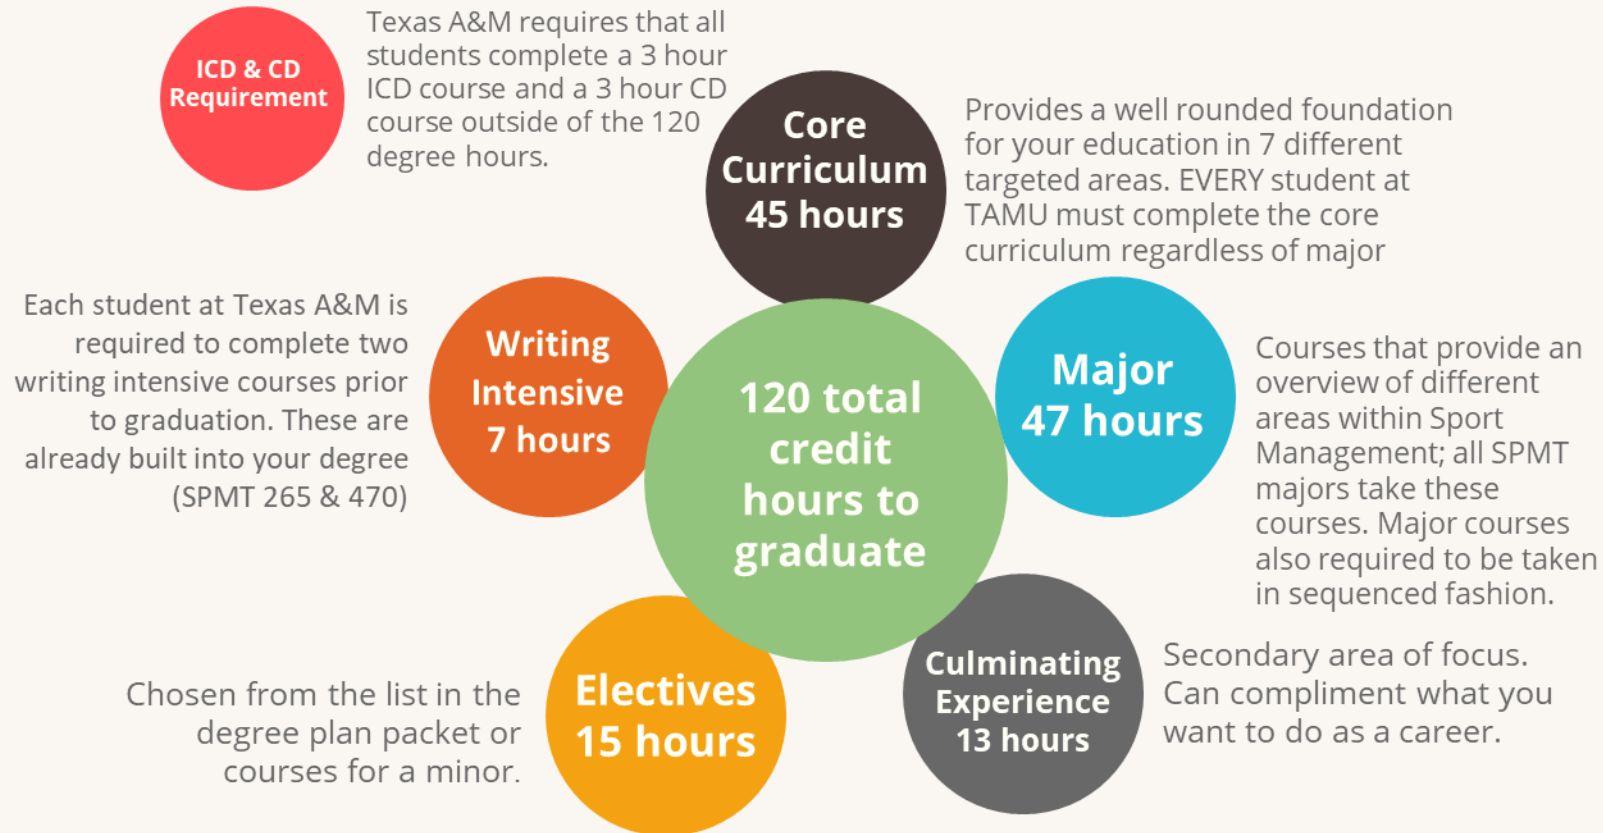 ICD & CD
Requirement
Texas A&M requires that all
students complete a 3 hour
ICD course and a 3 hour CD
course outside of the 120
degree hours.
Core
Curriculum
45 hours
Provides a well rounded foundation
for your education in 7 different
targeted areas. EVERY student at
TAMU must complete the core
curriculum regardless of major
Each student at Texas A&M is
required to complete two
writing intensive courses prior
to graduation. These are
already built into your degree
(SPMT 265 & 470)
Writing
Intensive
7 hours
120 total
credit
hours to
graduate
Major
47 hours
Courses that provide an
overview of different
areas within Sport
Management; all SPMT
majors take these
courses. Major courses
also required to be taken
in sequenced fashion.
Chosen from the list in the
degree plan packet or
courses for a minor.
Electives
15 hours
Culminating
Experience
13 hours
Secondary area of focus.
Can compliment what you
want to do as a career.